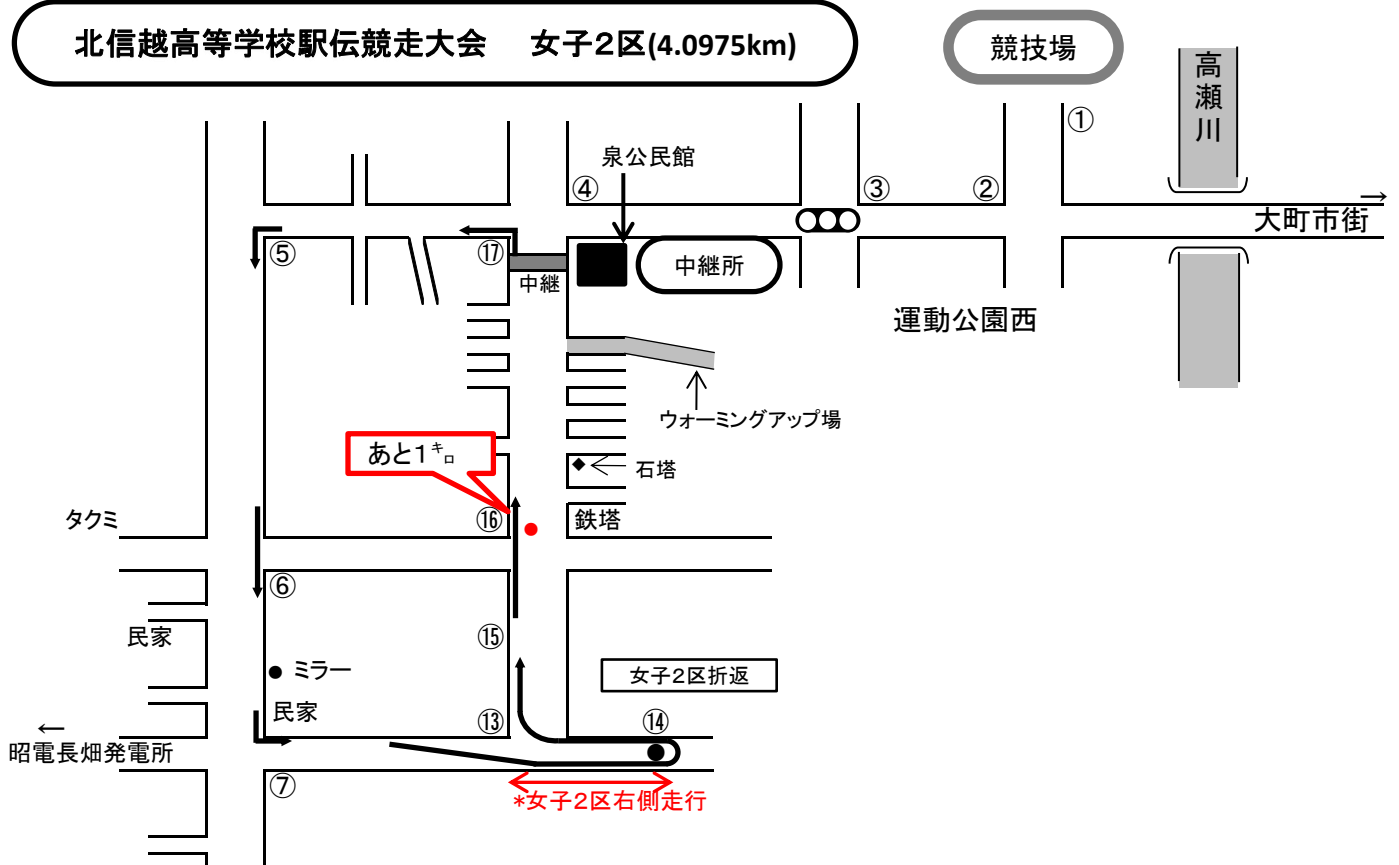 北信越高等学校駅伝競走大会　女子２区(4.0975km)
競技場
高瀬川
①
泉公民館
④
③
②
→
大町市街
⑤
⑰
中継
中継所
運動公園西
ウォーミングアップ場
あと１㌔
石塔
タクミ
⑯
鉄塔
⑥
民家
⑮
ミラー
女子２区折返
民家
⑬
⑭
←
昭電長畑発電所
⑦
*女子２区右側走行